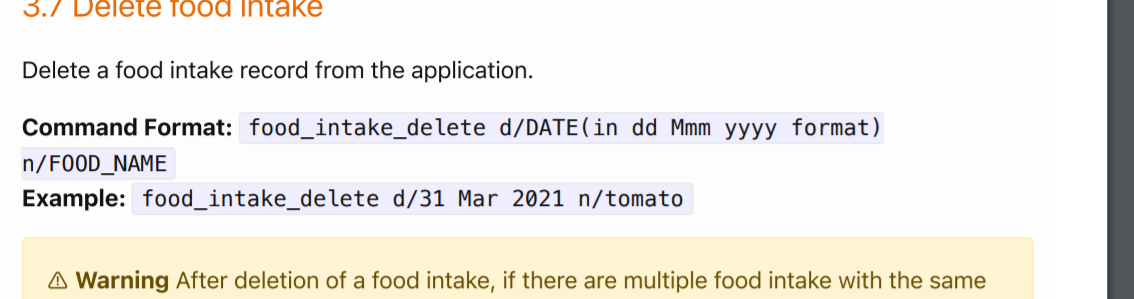 3.7 Delete food intake
Delete a food intake record from the application.
Command Format: food_intake_delete d/DATE(in dd Mmm yyyy format)
n/FOOD_NAME
Example: food_intake_delete d/31 Mar 2021 n/tomato
⚠ Warning After deletion of a food intake, if there are multiple food intake with the same